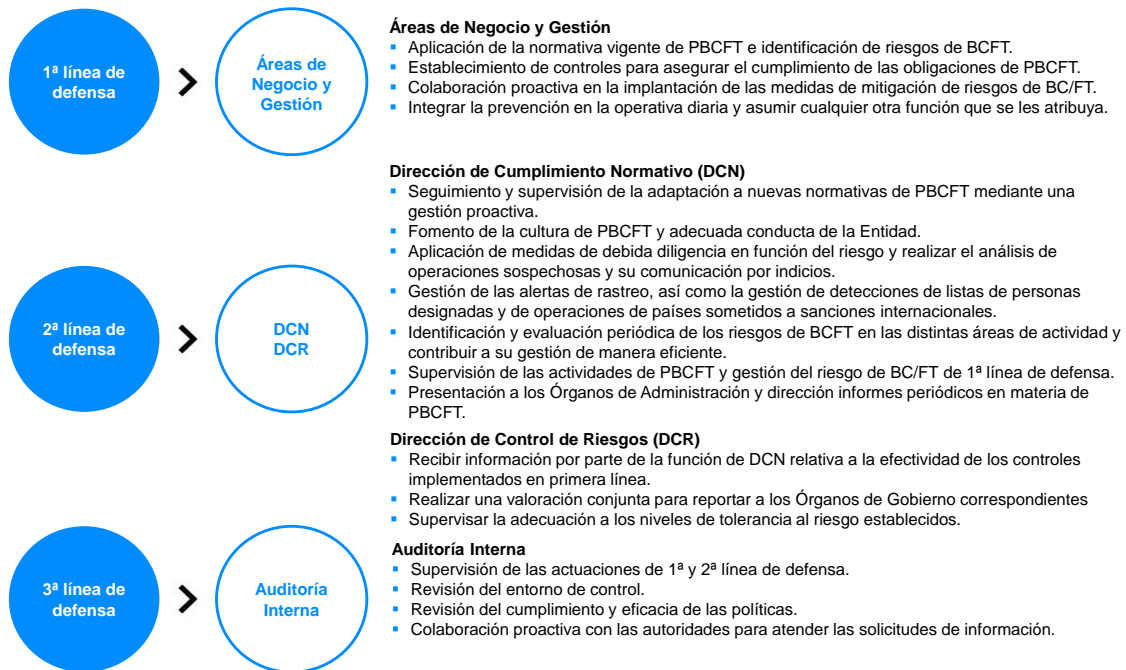 1ª línea de
defensa
Áreas de
Negocio y
Gestión
Áreas de Negocio y Gestión
▪ Aplicación de la normativa vigente de PBCFT e identificación de riesgos de BCFT.
▪ Establecimiento de controles para asegurar el cumplimiento de las obligaciones de PBCFT.
▪ Colaboración proactiva en la implantación de las medidas de mitigación de riesgos de BC/FT.
▪ Integrar la prevención en la operativa diaria y asumir cualquier otra función que se les atribuya.
2ª línea de
defensa
DCN
DCR
Dirección de Cumplimiento Normativo (DCN)
▪ Seguimiento y supervisión de la adaptación a nuevas normativas de PBCFT mediante una
gestión proactiva.
▪ Fomento de la cultura de PBCFT y adecuada conducta de la Entidad.
▪ Aplicación de medidas de debida diligencia en función del riesgo y realizar el análisis de
operaciones sospechosas y su comunicación por indicios.
▪ Gestión de las alertas de rastreo, así como la gestión de detecciones de listas de personas
designadas y de operaciones de países sometidos a sanciones internacionales.
▪ Identificación y evaluación periódica de los riesgos de BCFT en las distintas áreas de actividad y
contribuir a su gestión de manera eficiente.
▪ Supervisión de las actividades de PBCFT y gestión del riesgo de BC/FT de 1ª línea de defensa.
▪ Presentación a los Órganos de Administración y dirección informes periódicos en materia de
PBCFT.
Dirección de Control de Riesgos (DCR)
▪ Recibir información por parte de la función de DCN relativa a la efectividad de los controles
implementados en primera línea.
▪ Realizar una valoración conjunta para reportar a los Órganos de Gobierno correspondientes
▪ Supervisar la adecuación a los niveles de tolerancia al riesgo establecidos.
3ª línea de
defensa
Auditoría
Interna
Auditoría Interna
▪ Supervisión de las actuaciones de 1ª y 2ª línea de defensa.
▪ Revisión del entorno de control.
▪ Revisión del cumplimiento y eficacia de las políticas.
▪ Colaboración proactiva con las autoridades para atender las solicitudes de información.